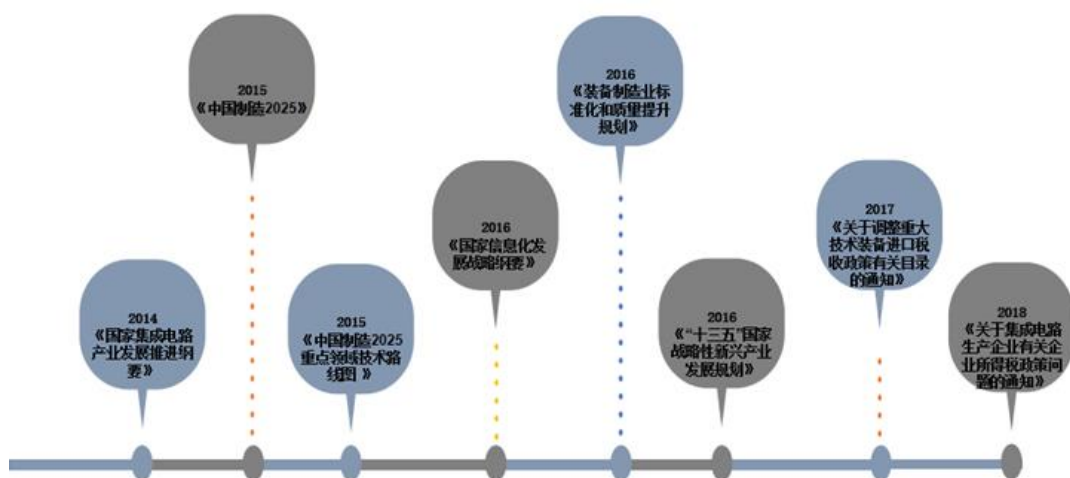 2014
《国家集成电路
产业发展推进纲
要》
2015
《中国制造2025》
2015
《中国制造2025
重点领域技术路
线图 》
2016
《国家信息化发
展战略纲要》
2016
《装备制造业标
准化和质量提升
规划》
2016
《“十三五”国家
战略性新兴产业
发展规划》
2017
《关于调整重大
技术装备进口税
收政策有关目录
的通知》
2018
《关于集成电路
生产企业有关企
业所得税政策问
题的通知》